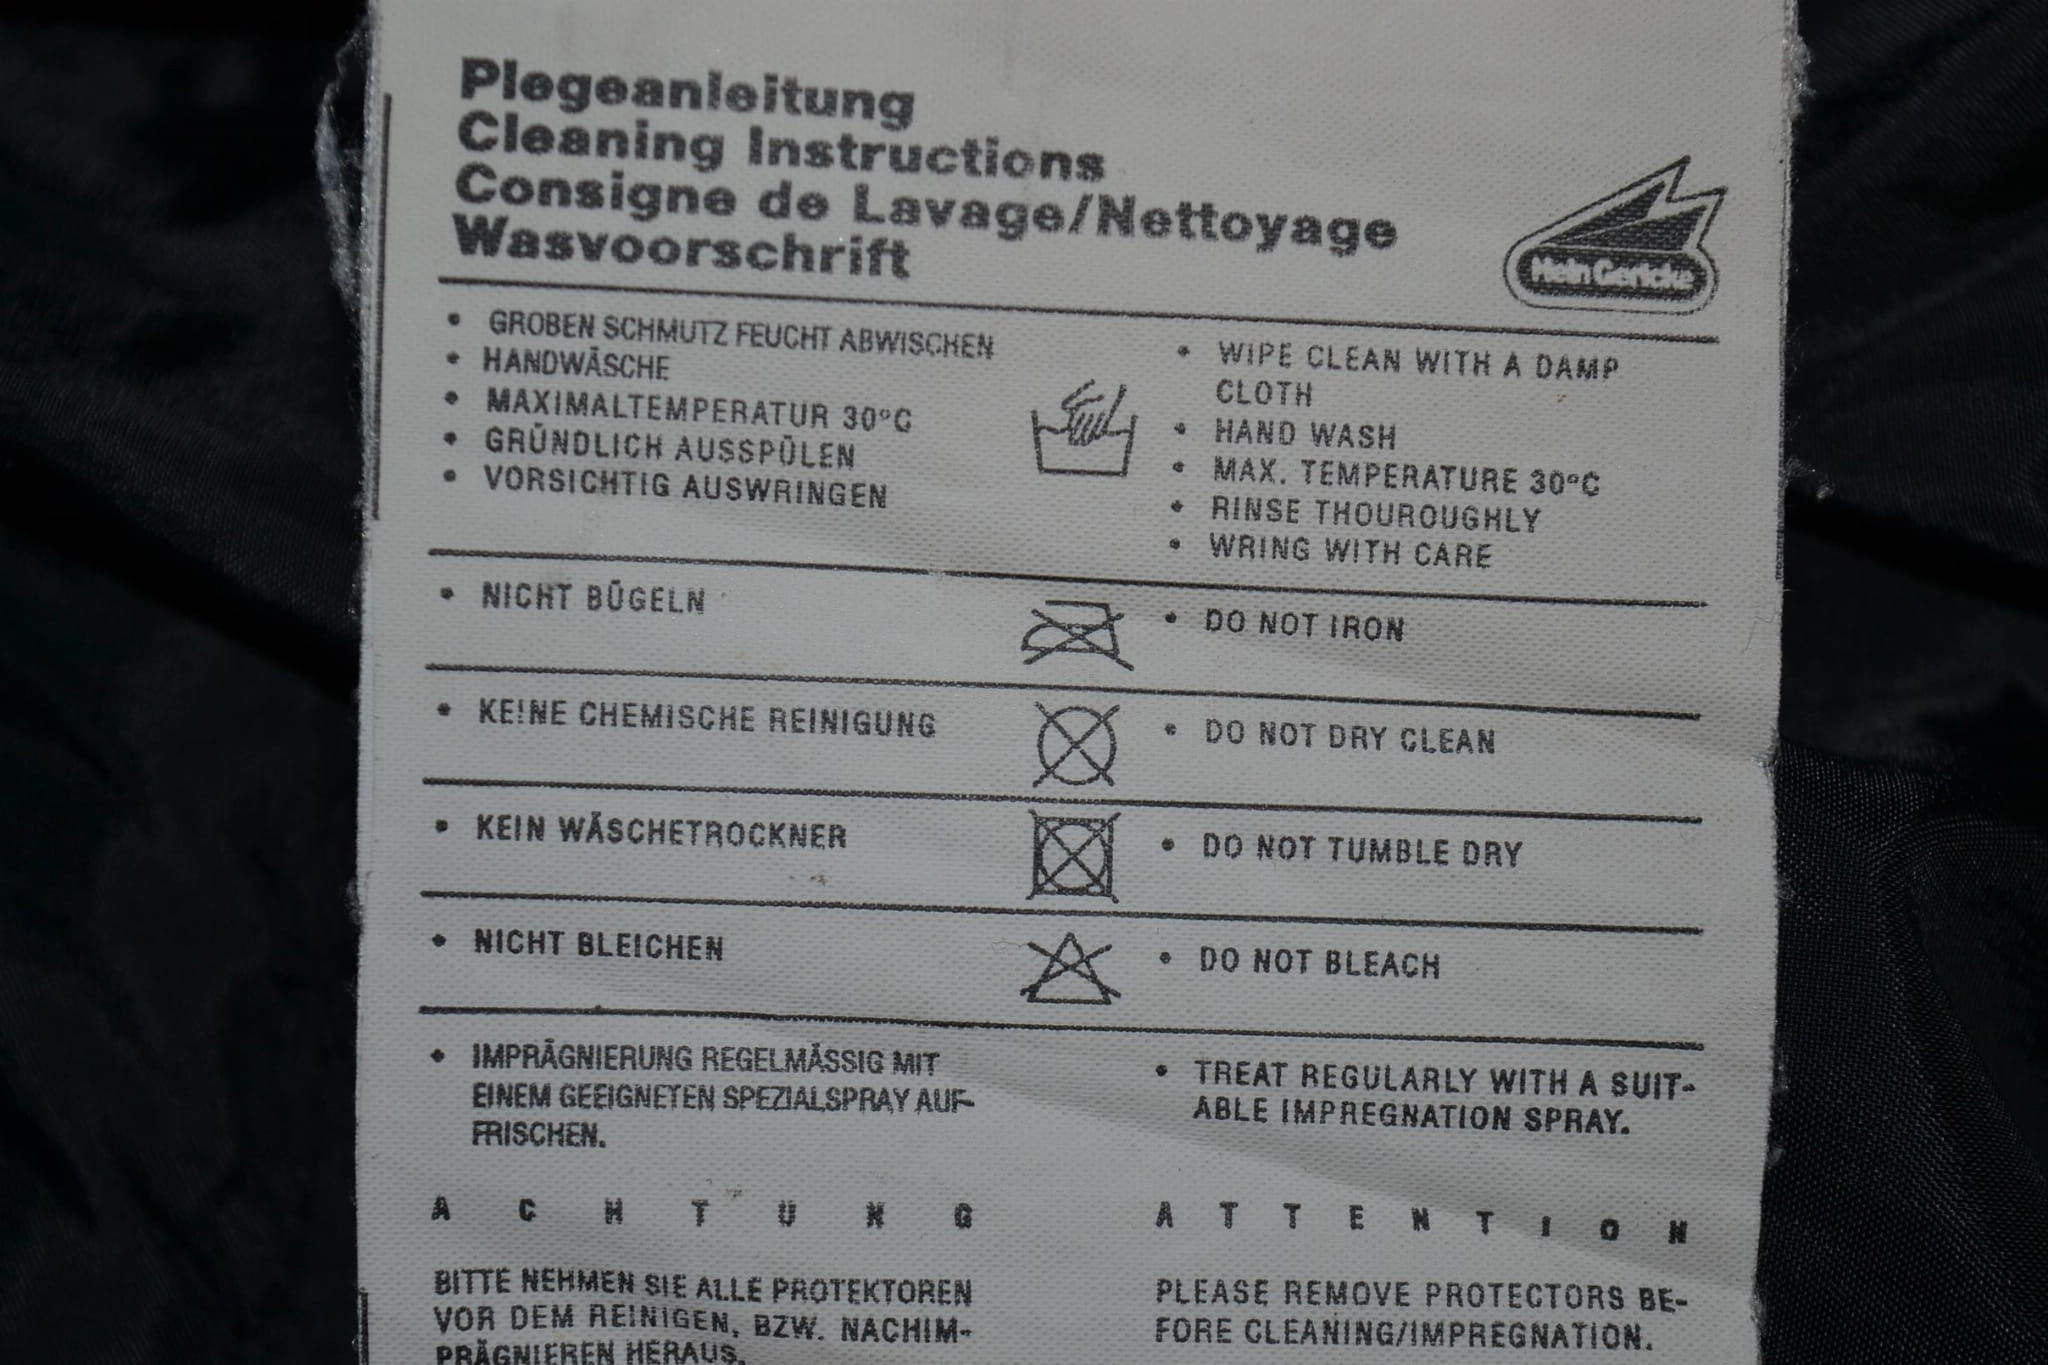 Plegeanleitung
Cleaning Instructions
Consigne de Lavage/Nettoyage
Wasvoorschrift
Hein Gericke
• GROBEN SCHMUTZ FEUCHT ABWISCHEN
• HANDWÄSCHE
• MAXIMALTEMPERATUR 30°C
• GRÜNDLICH AUSSPÜLEN
• VORSICHTIG AUSWRINGEN
• WIPE CLEAN WITH A DAMP
CLOTH
• HAND WASH
• MAX. TEMPERATURE 30°C
• RINSE THOUROUGHLY
• WRING WITH CARE
• NICHT BÜGELN
• DO NOT IRON
• KEINE CHEMISCHE REINIGUNG
• DO NOT DRY CLEAN
• KEIN WÄSCHETROCKNER
• DO NOT TUMBLE DRY
• NICHT BLEICHEN
• DO NOT BLEACH
• IMPRÄGNIERUNG REGELMÄSSIG MIT
EINEM GEEIGNETEN SPEZIALSPRAY AUF-
FRISCHEN.
• TREAT REGULARLY WITH A SUIT-
ABLE IMPREGNATION SPRAY.
A C H T U N G
BITTE NEHMEN SIE ALLE PROTEKTOREN
VOR DEM REINIGEN, BZW. NACHIM-
PRÄGNIEREN HERAUS.
A T T E N T I O N
PLEASE REMOVE PROTECTORS BE-
FORE CLEANING/IMPREGNATION.